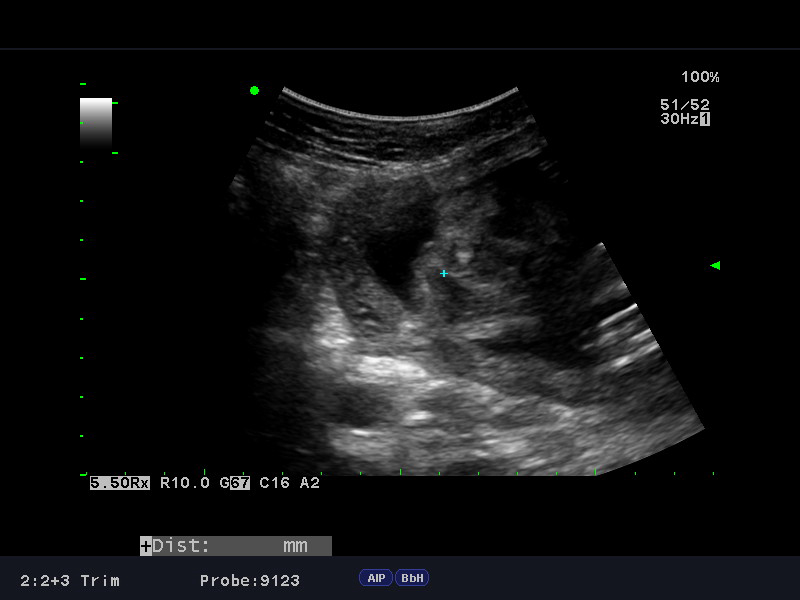 100%
51/52
30Hz1
5.50Rx R10.0 G67 C16 A2
+Dist: mm
2:2+3 Trim Probe:9123 AIP BbH